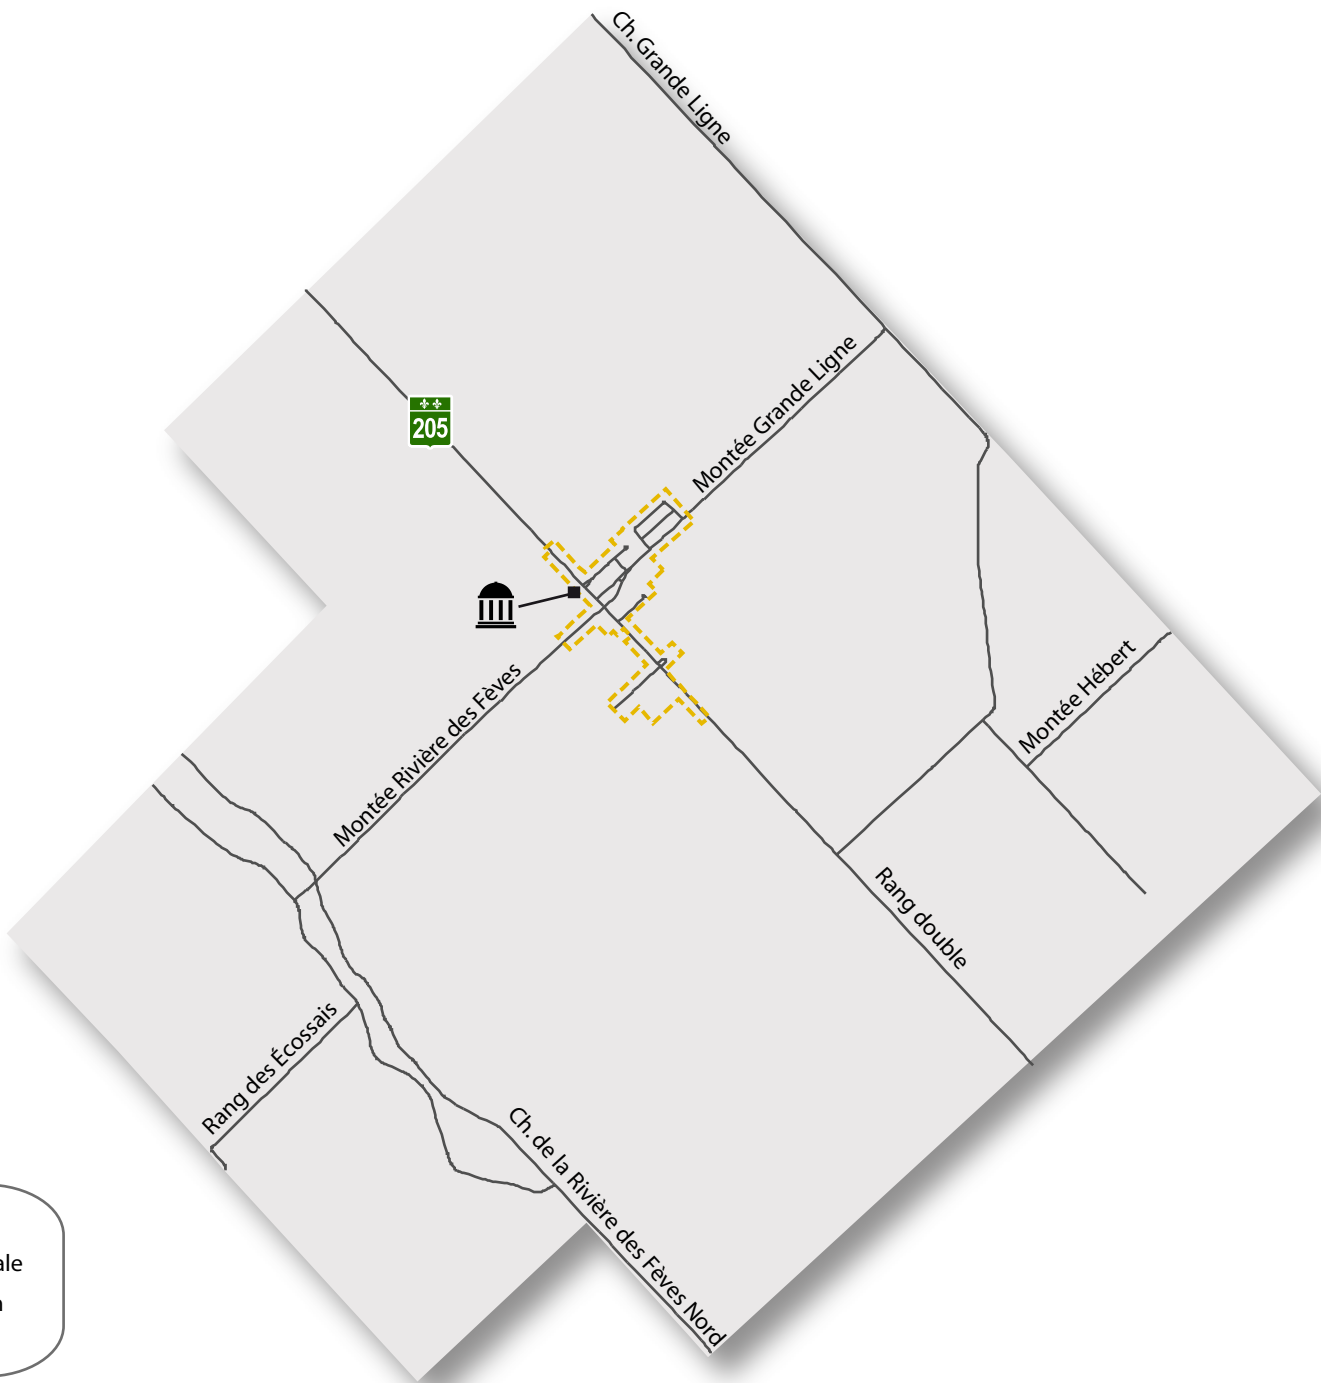 Ch. Grande Ligne
205
Montée Grande Ligne
Montée Rivière des Fèves
Montée Hébert
Rang double
Rang des Écossais
Ch. de la Rivière des Fèves Nord